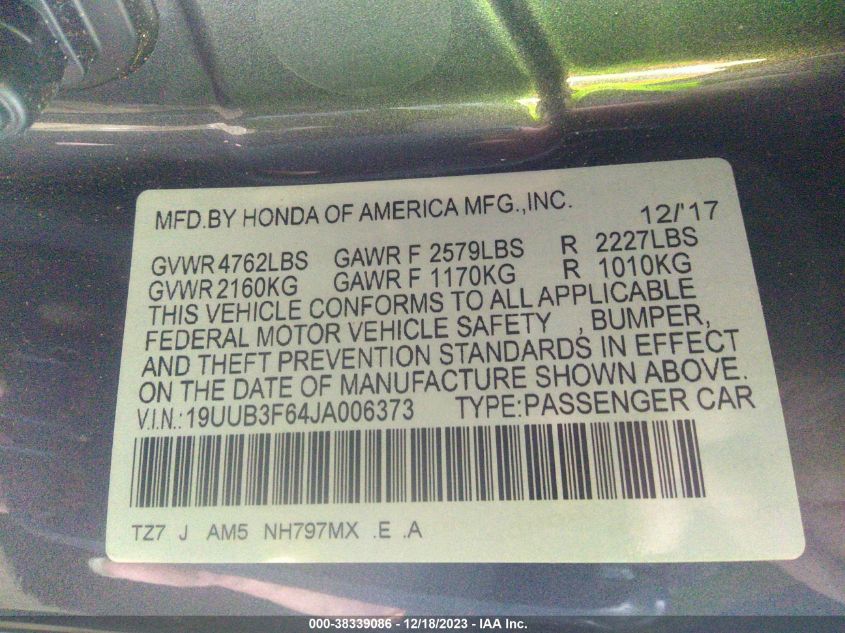 MFD.BY HONDA OF AMERICA MFG.,INC. 12/'17
GVWR 4762LBS GAWR F 2579LBS R 2227LBS
GVWR 2160KG GAWR F 1170KG R 1010KG
THIS VEHICLE CONFORMS TO ALL APPLICABLE
FEDERAL MOTOR VEHICLE SAFETY , BUMPER,
AND THEFT PREVENTION STANDARDS IN EFFECT
ON THE DATE OF MANUFACTURE SHOWN ABOVE.
V.I.N.:19UUB3F64JA006373 TYPE:PASSENGER CAR
TZ7 J AM5 NH797MX .E .A
000-38339086 - 12/18/2023 - IAA Inc.